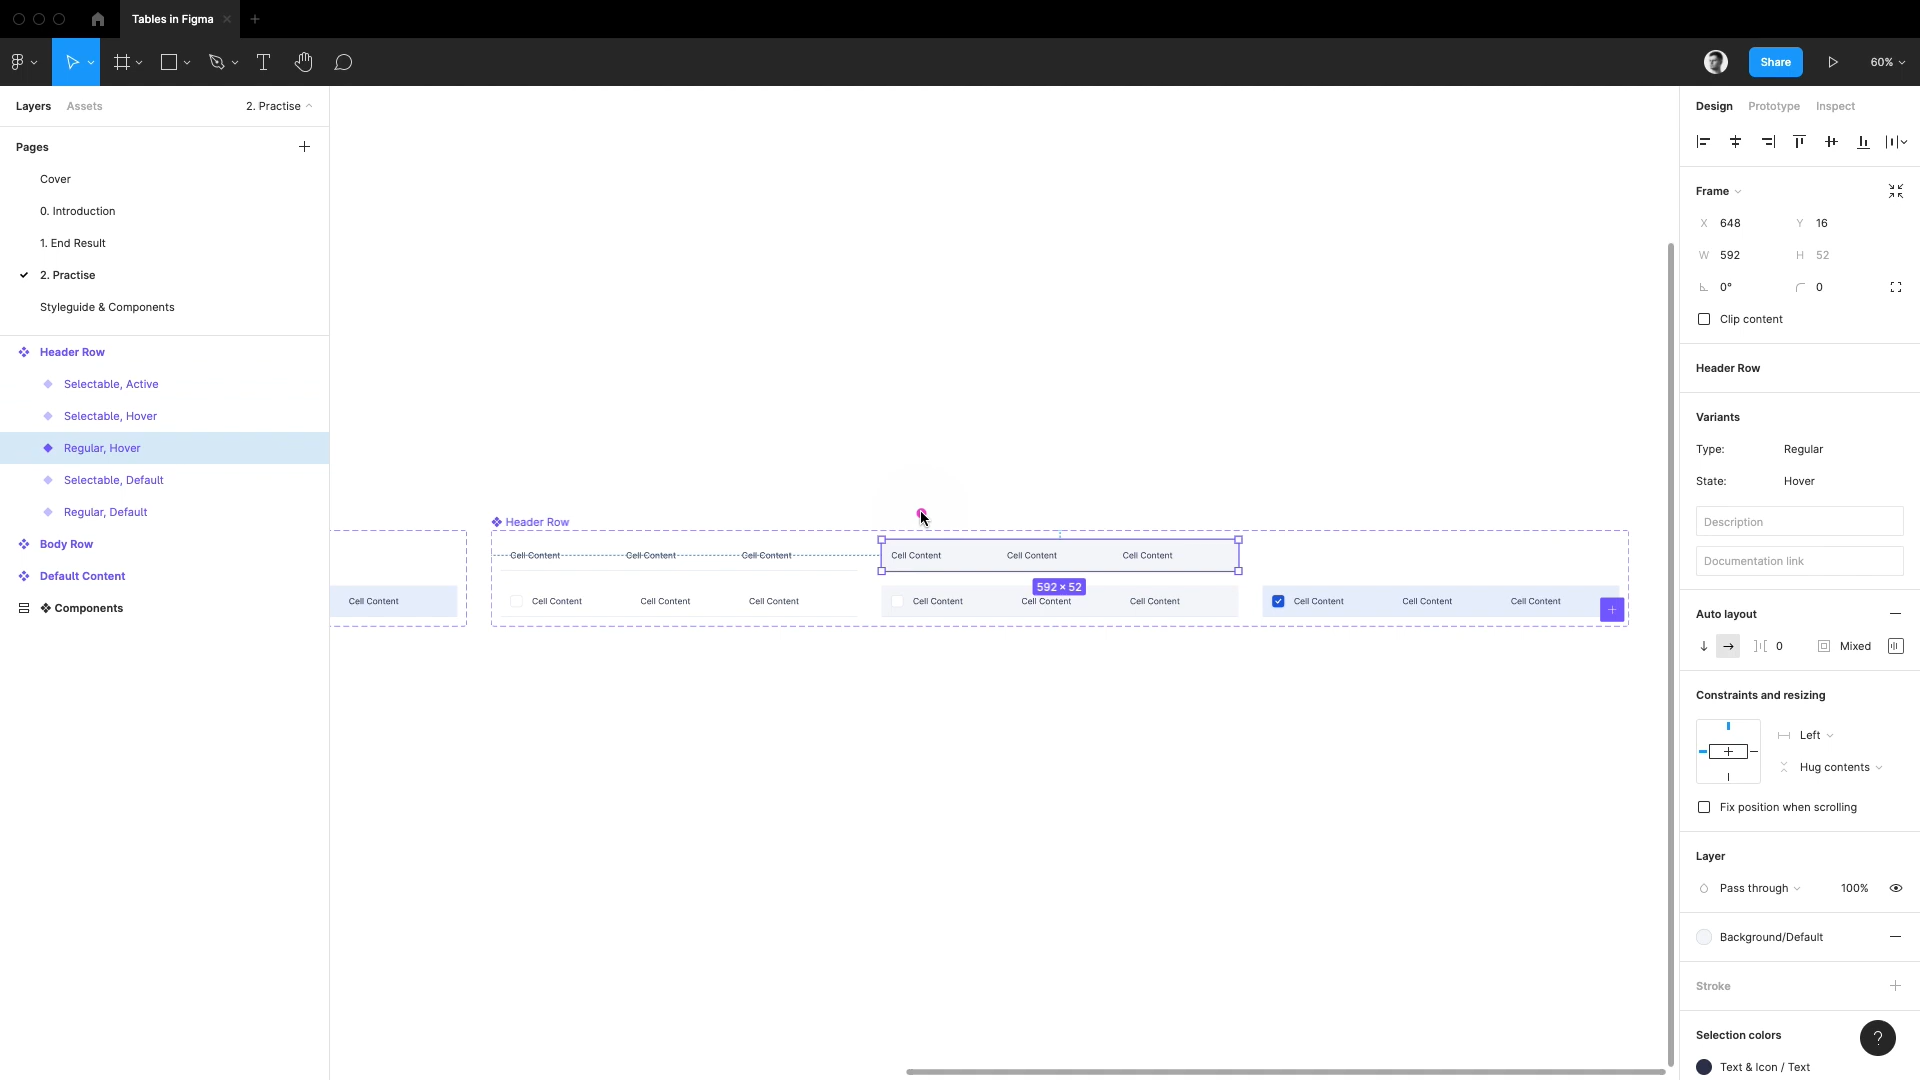 Tables in Figma
Share
60%
Layers
Assets
2. Practise
Pages
Cover
0. Introduction
1. End Result
2. Practise
Styleguide & Components
Header Row
Selectable, Active
Selectable, Hover
Regular, Hover
Selectable, Default
Regular, Default
Body Row
Default Content
Components
Header Row
Cell Content Cell Content Cell Content Cell Content Cell Content Cell Content
592 × 52
Cell Content Cell Content Cell Content Cell Content Cell Content Cell Content Cell Content Cell Content Cell Content Cell Content
Design
Prototype
Inspect
Frame
X 648 Y 16
W 592 H 52
0° 0
Clip content
Header Row
Variants
Type: Regular
State: Hover
Description
Documentation link
Auto layout
0 Mixed
Constraints and resizing
Left
Hug contents
Fix position when scrolling
Layer
Pass through 100%
Background/Default
Stroke
Selection colors
Text & Icon / Text
?